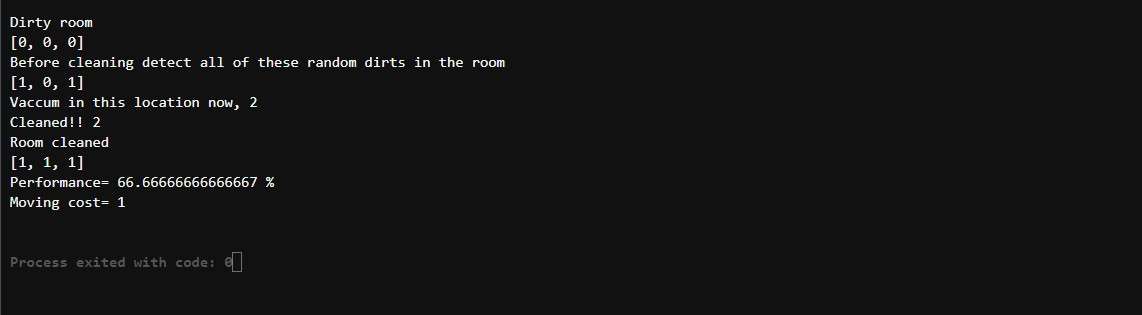 Dirty room
[0, 0, 0]
Before cleaning detect all of these random dirts in the room
[1, 0, 1]
Vaccum in this location now, 2
Cleaned!! 2
Room cleaned
[1, 1, 1]
Performance= 66.66666666666667 %
Moving cost= 1
Process exited with code: 0